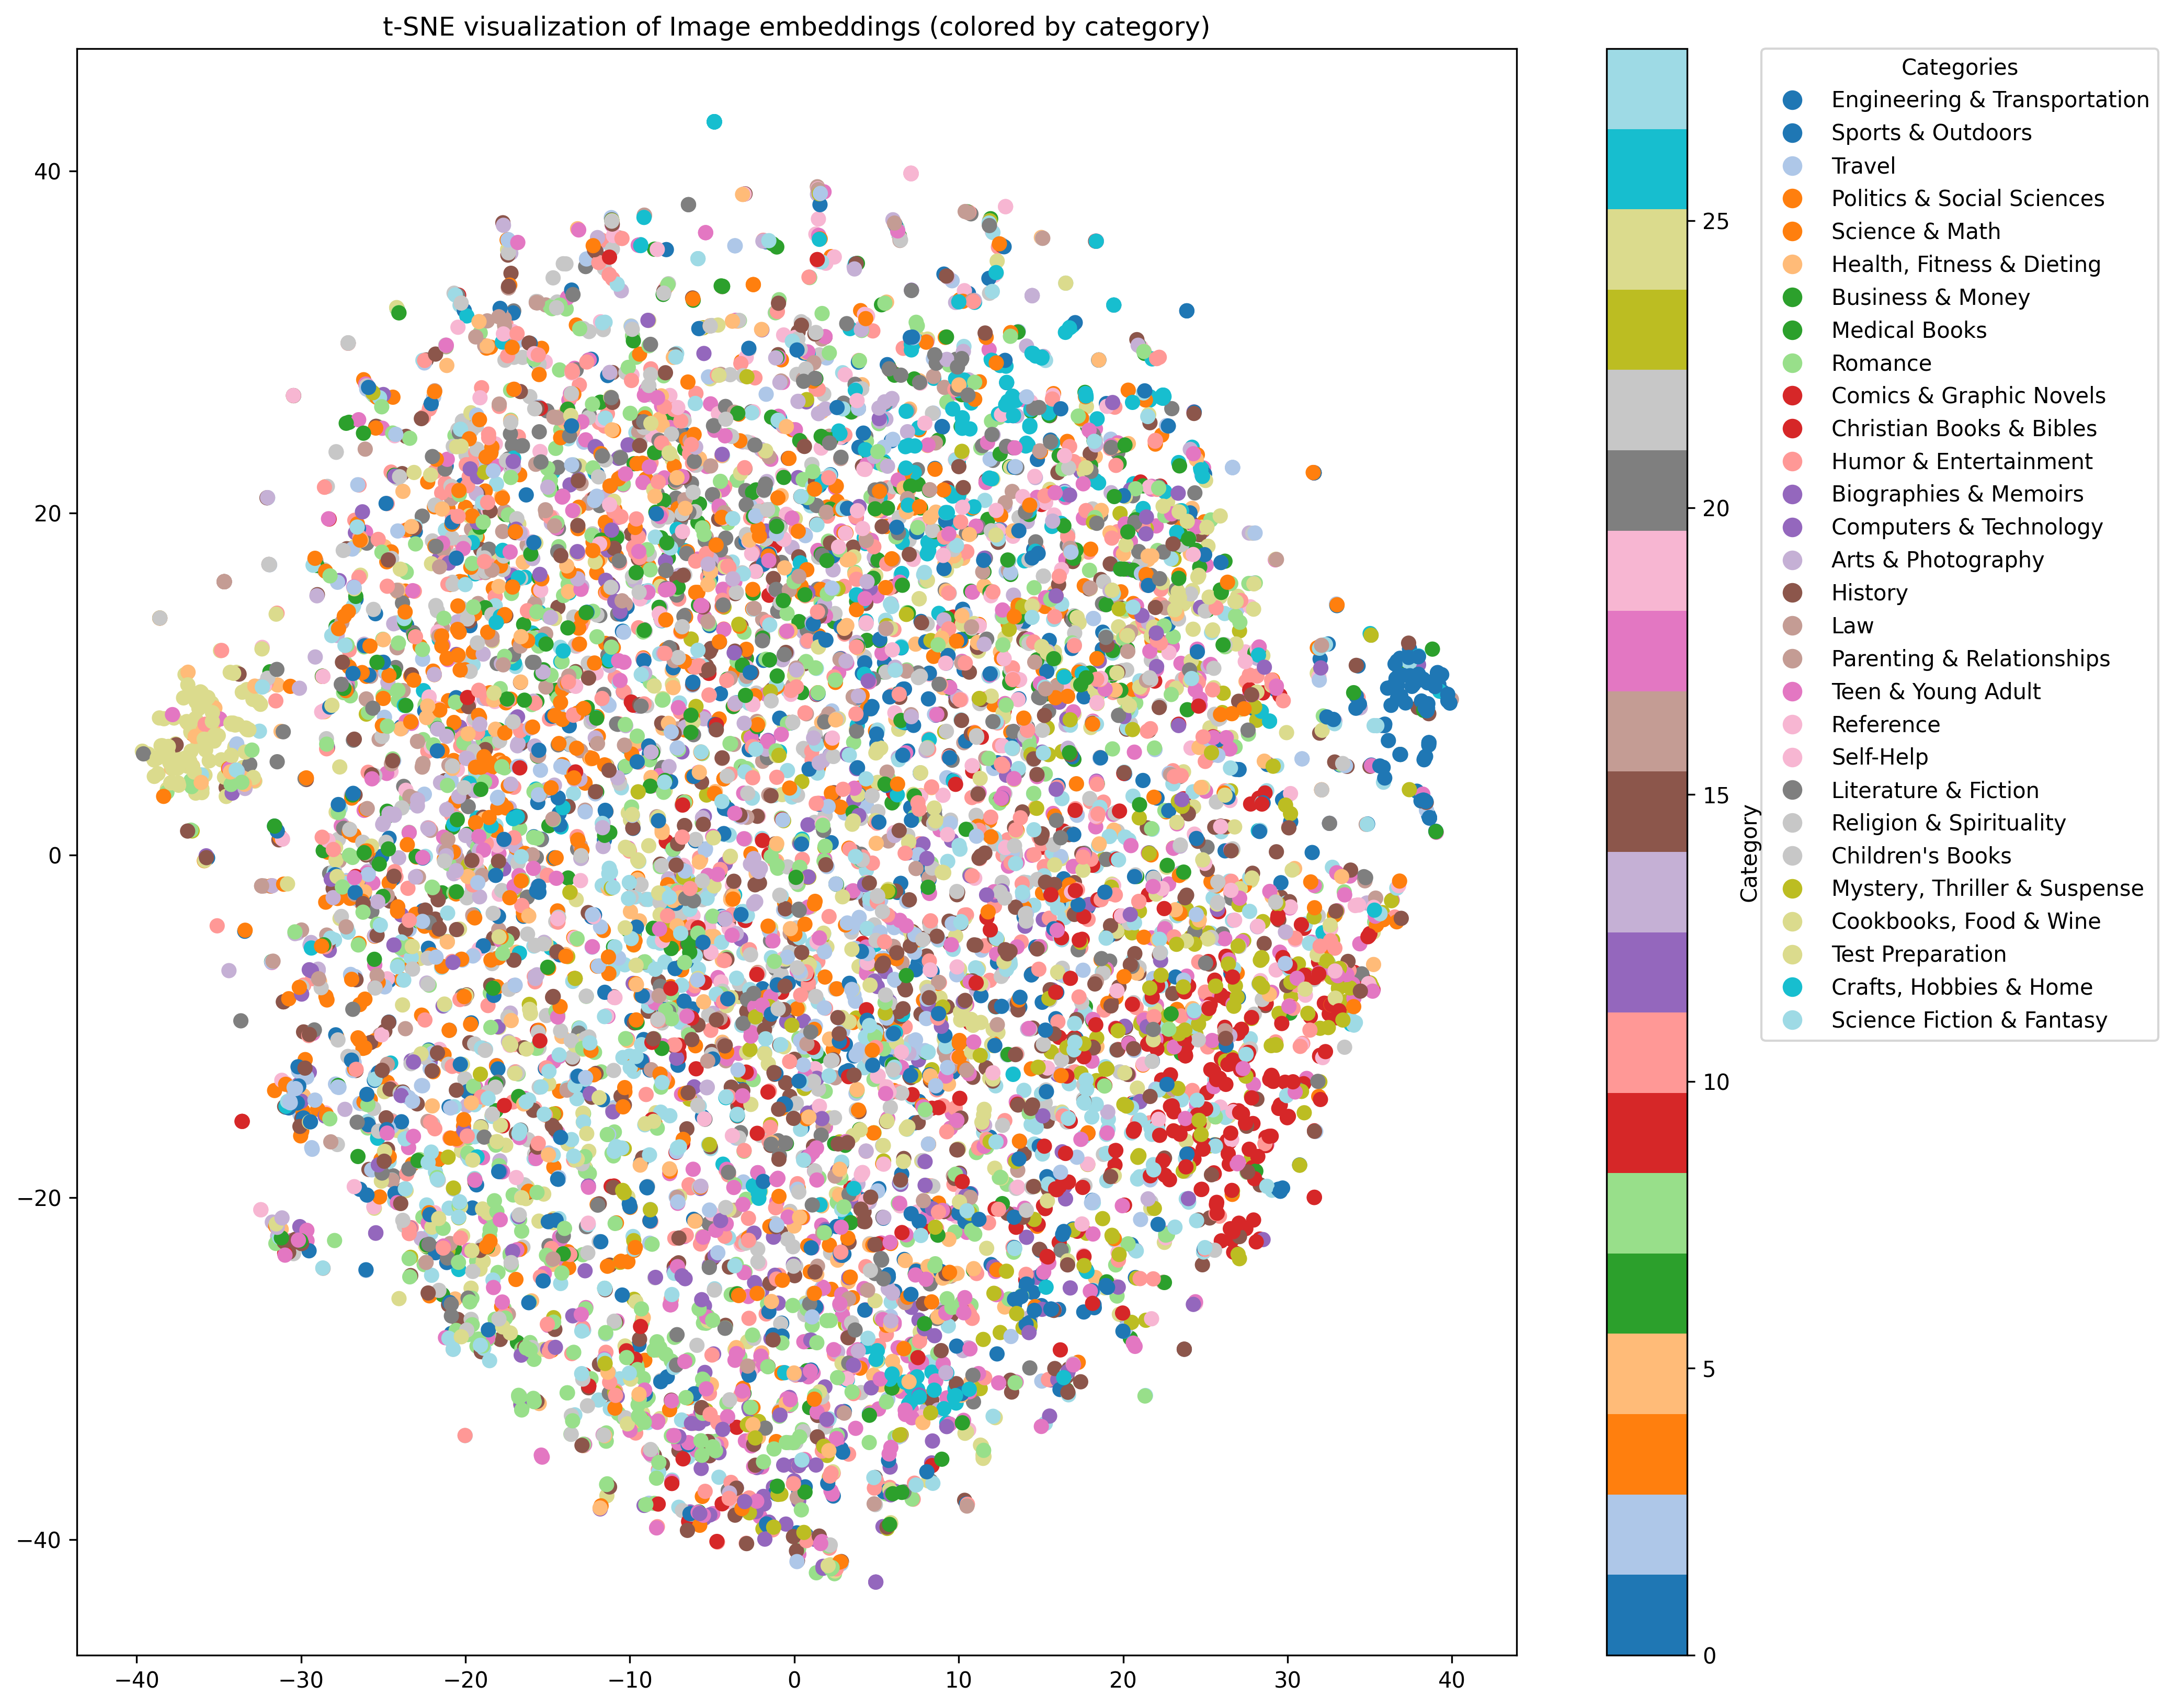 t-SNE visualization of Image embeddings (colored by category)
40
20
0
−20
−40
−40
−30
−20
−10
0
10
20
30
40
25
20
15
10
5
0
Category
Categories
Engineering & Transportation
Sports & Outdoors
Travel
Politics & Social Sciences
Science & Math
Health, Fitness & Dieting
Business & Money
Medical Books
Romance
Comics & Graphic Novels
Christian Books & Bibles
Humor & Entertainment
Biographies & Memoirs
Computers & Technology
Arts & Photography
History
Law
Parenting & Relationships
Teen & Young Adult
Reference
Self-Help
Literature & Fiction
Religion & Spirituality
Children's Books
Mystery, Thriller & Suspense
Cookbooks, Food & Wine
Test Preparation
Crafts, Hobbies & Home
Science Fiction & Fantasy